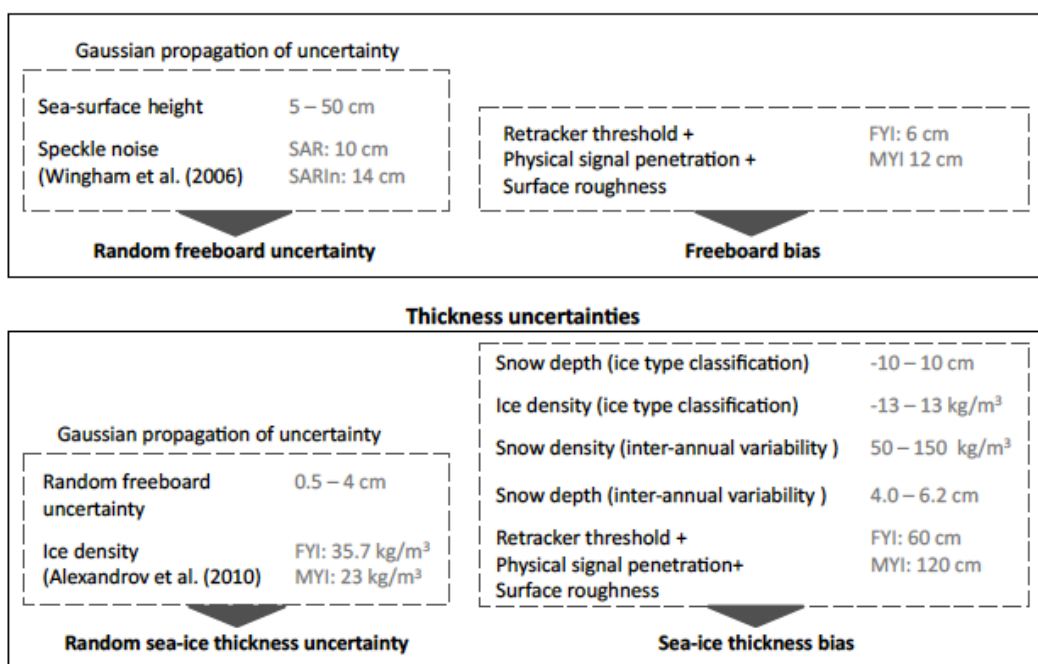 Gaussian propagation of uncertainty
Sea-surface height 5 – 50 cm
Speckle noise SAR: 10 cm
(Wingham et al. (2006) SARIn: 14 cm
Random freeboard uncertainty
Retracker threshold + FYI: 6 cm
Physical signal penetration + MYI 12 cm
Surface roughness
Freeboard bias
Thickness uncertainties
Gaussian propagation of uncertainty
Random freeboard 0.5 – 4 cm
uncertainty
Ice density FYI: 35.7 kg/m³
(Alexandrov et al. (2010) MYI: 23 kg/m³
Random sea-ice thickness uncertainty
Snow depth (ice type classification) -10 – 10 cm
Ice density (ice type classification) -13 – 13 kg/m³
Snow density (inter-annual variability ) 50 – 150 kg/m³
Snow depth (inter-annual variability ) 4.0 – 6.2 cm
Retracker threshold + FYI: 60 cm
Physical signal penetration+ MYI: 120 cm
Surface roughness
Sea-ice thickness bias